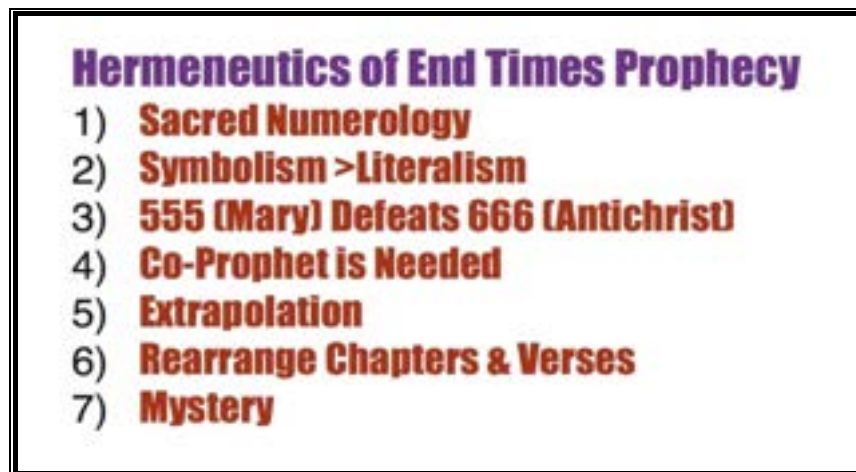 Hermeneutics of End Times Prophecy
1) Sacred Numerology
2) Symbolism >Literalism
3) 555 (Mary) Defeats 666 (Antichrist)
4) Co-Prophet is Needed
5) Extrapolation
6) Rearrange Chapters & Verses
7) Mystery